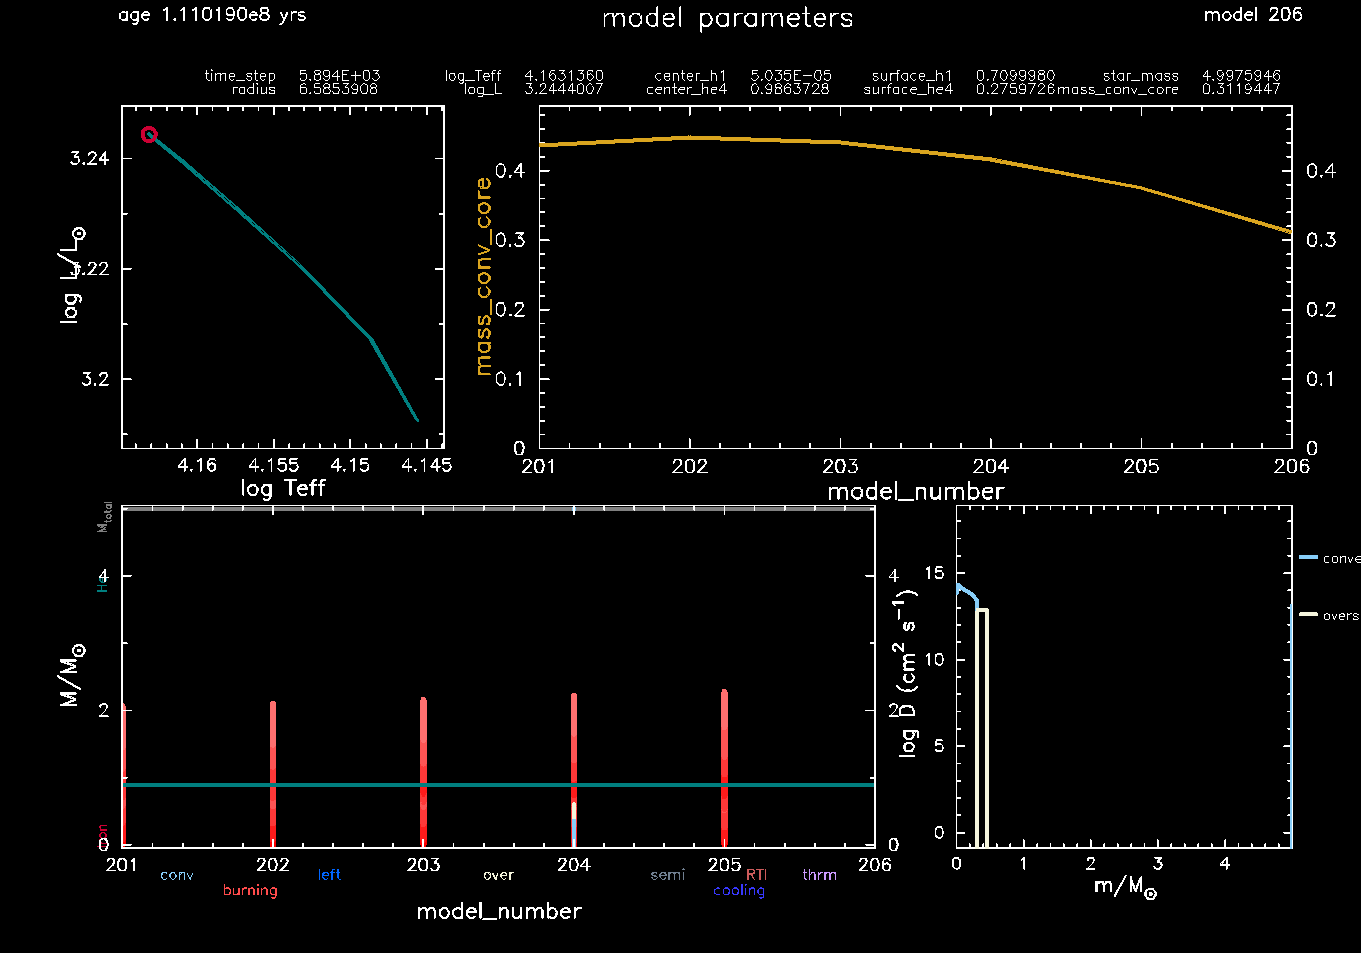 age 1.110190e8 yrs model parameters model 206
time_step 5.894E+03 log_Teff 4.1631360 center_h1 5.035E-05 surface_h1 0.7099980 star_mass 4.9975946
radius 6.5853908 log_L 3.2444007 center_he4 0.9863728 surface_he4 0.2759726 mass_conv_core 0.3119447
3.24
3.22
3.2
log L/L☉
4.16 4.155 4.15 4.145
log Teff
mass_conv_core
0.4 0.4
0.3 0.3
0.2 0.2
0.1 0.1
0 0
201 202 203 204 205 206
model_number
Mtotal
He
4 4
2 2
0 0
M/M☉
201 202 203 204 205 206
conv left over semi RTI thrm
burning cooling
model_number
log D (cm² s⁻¹)
15
10
5
0
0 1 2 3 4
m/M☉
conve
overs